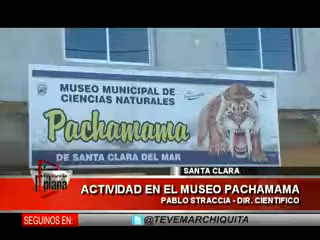 MUSEO MUNICIPAL DE
CIENCIAS NATURALES
Pachamama
DE SANTA CLARA DEL MAR
SANTA CLARA
plana
ACTIVIDAD EN EL MUSEO PACHAMAMA
PABLO STRACCIA - DIR. CIENTIFICO
SEGUINOS EN:
@TEVEMARCHIQUITA